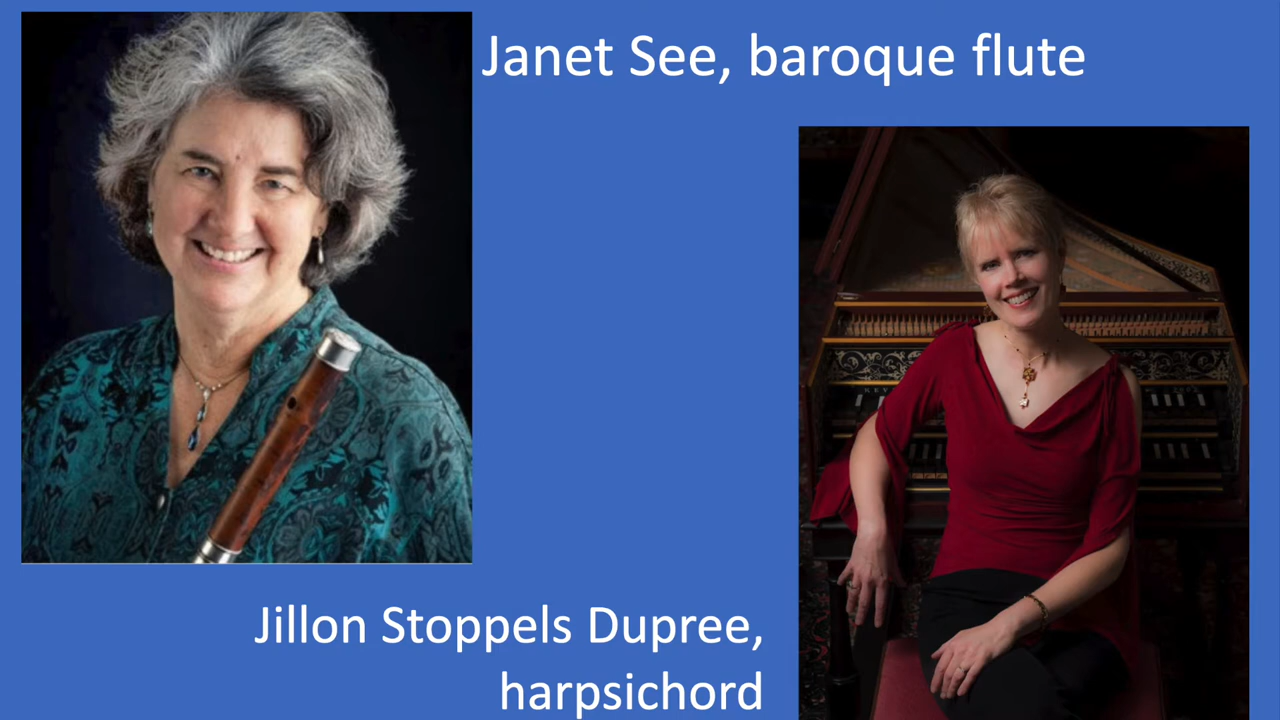 Janet See, baroque flute
Jillon Stoppels Dupree,
harpsichord